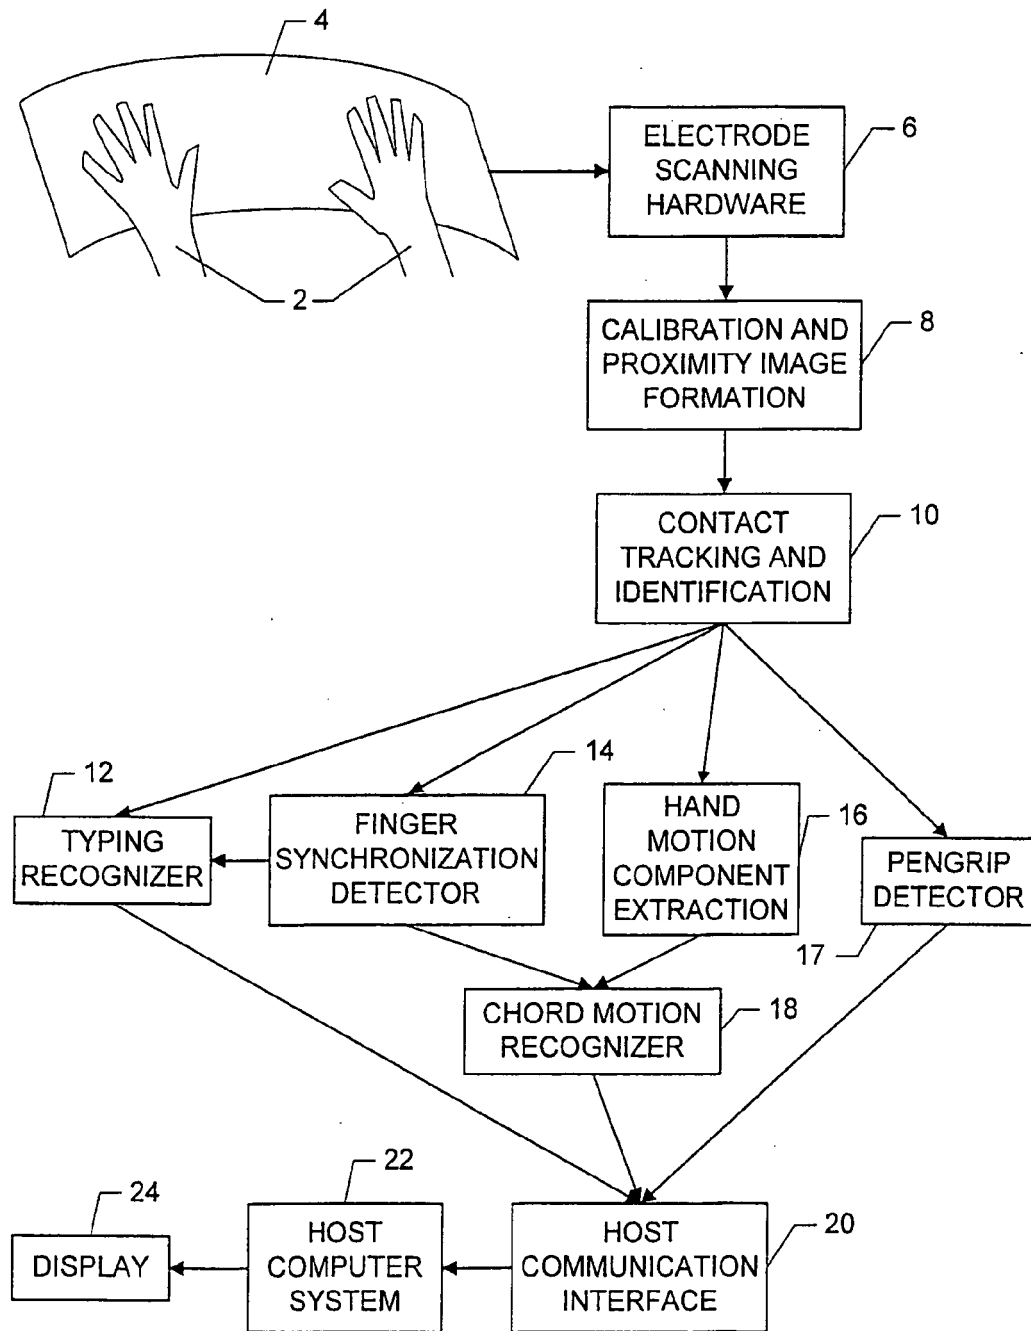 4
ELECTRODE
SCANNING
HARDWARE
6
2
CALIBRATION AND
PROXIMITY IMAGE
FORMATION
8
CONTACT
TRACKING AND
IDENTIFICATION
10
12
TYPING
RECOGNIZER
14
FINGER
SYNCHRONIZATION
DETECTOR
HAND
MOTION
COMPONENT
EXTRACTION
16
PENGRIP
DETECTOR
17
CHORD MOTION
RECOGNIZER
18
24
DISPLAY
22
HOST
COMPUTER
SYSTEM
HOST
COMMUNICATION
INTERFACE
20